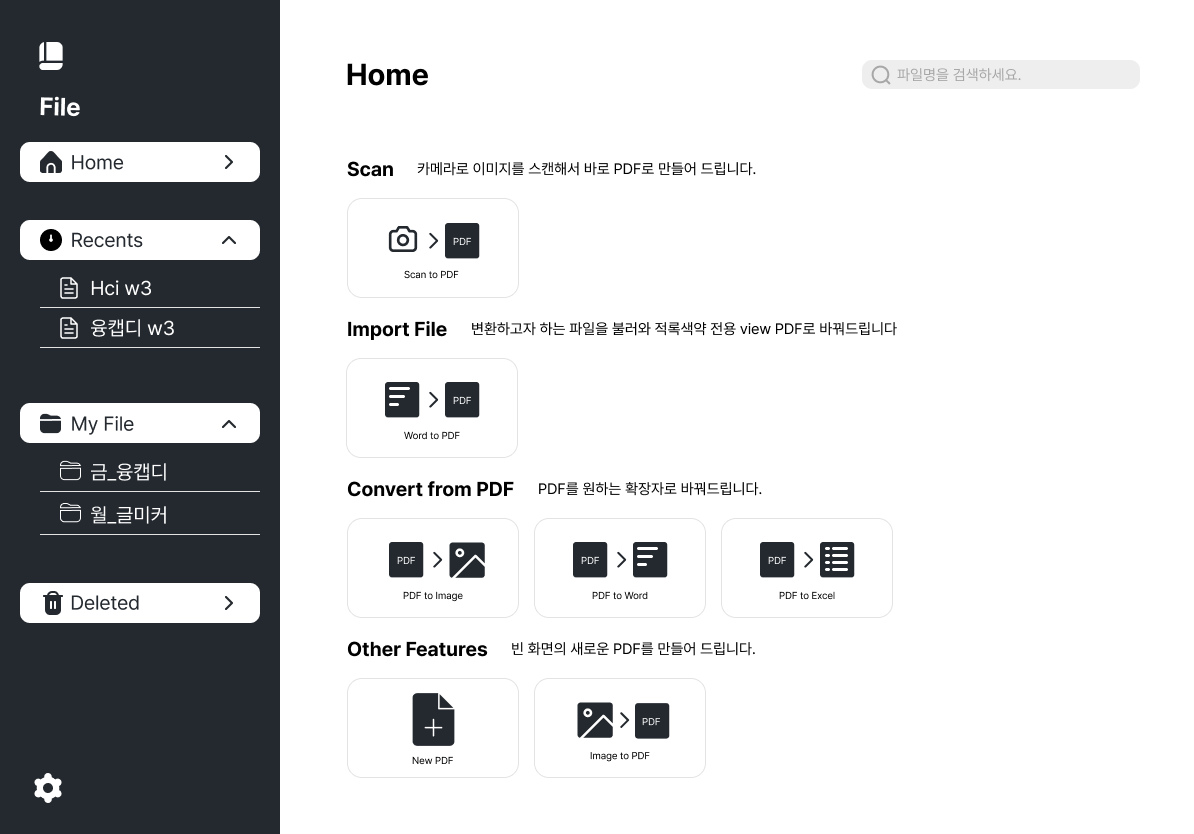 File
Home
Recents
Hci w3
융캡디 w3
My File
금_융캡디
월_글미커
Deleted
Home
파일명을 검색하세요.
Scan 카메라로 이미지를 스캔해서 바로 PDF로 만들어 드립니다.
PDF
Scan to PDF
Import File 변환하고자 하는 파일을 불러와 적록색약 전용 view PDF로 바꿔드립니다
PDF
Word to PDF
Convert from PDF PDF를 원하는 확장자로 바꿔드립니다.
PDF PDF PDF
PDF to Image PDF to Word PDF to Excel
Other Features 빈 화면의 새로운 PDF를 만들어 드립니다.
PDF
New PDF Image to PDF